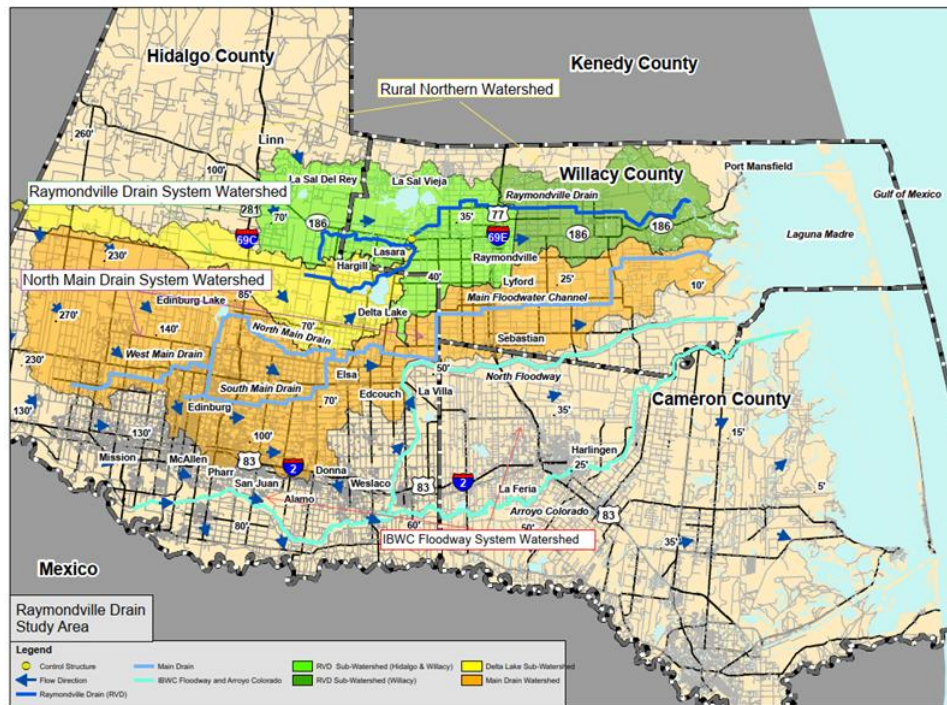 Hidalgo County
Kenedy County
Rural Northern Watershed
260'
Linn
100'
Port Mansfield
La Sal Del Rey
La Sal Vieja
Willacy County
Raymondville Drain System Watershed
Raymondville Drain
Gulf of Mexico
281
70'
186
35'
77
186
186
69C
69E
Laguna Madre
230'
Lasara
Raymondville
Hargill
North Main Drain System Watershed
40'
Lyford
25'
85'
Edinburg Lake
10'
270'
Delta Lake
Main Floodwater Channel
140'
North Main Drain
70'
Sebastian
230'
West Main Drain
50'
South Main Drain
Elsa
North Floodway
Edcouch
La Villa
Cameron County
130'
Edinburg
70'
35'
130'
100'
15'
Mission
McAllen
83
Harlingen
Pharr
2
Donna
25'
San Juan
Weslaco
83
2
5'
Alamo
La Feria
Arroyo Colorado
80'
60'
50'
83
35'
IBWC Floodway System Watershed
Mexico
Raymondville Drain
Study Area
Legend
Control Structure
Main Drain
RVD Sub-Watershed (Hidalgo & Willacy)
Delta Lake Sub-Watershed
Flow Direction
IBWC Floodway and Arroyo Colorado
RVD Sub-Watershed (Willacy)
Main Drain Watershed
Raymondville Drain (RVD)